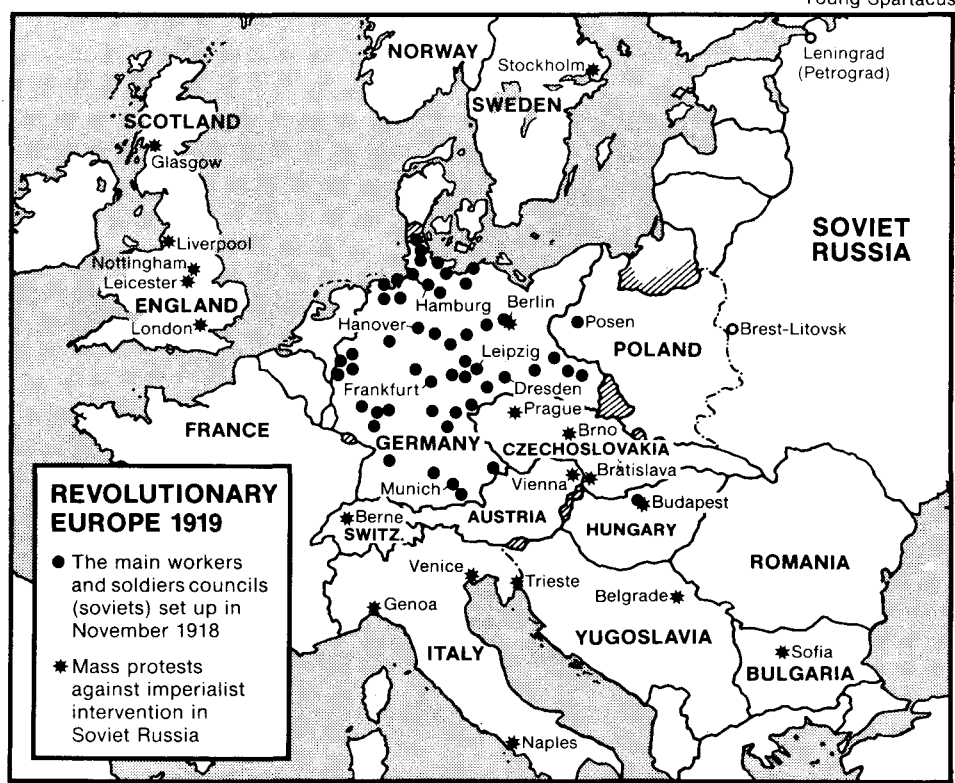 Young Spartacus
NORWAY
Stockholm
SWEDEN
Leningrad
(Petrograd)
SCOTLAND
Glasgow
SOVIET
RUSSIA
Liverpool
Nottingham
Leicester
ENGLAND
London
Hamburg
Berlin
Hanover
Posen
Brest-Litovsk
POLAND
Leipzig
Frankfurt
Dresden
Prague
FRANCE
Brno
GERMANY
CZECHOSLOVAKIA
Bratislava
Vienna
Munich
Budapest
Berne
SWITZ.
AUSTRIA
HUNGARY
ROMANIA
Venice
Trieste
Belgrade
Genoa
ITALY
YUGOSLAVIA
Sofia
BULGARIA
Naples
REVOLUTIONARY
EUROPE 1919
The main workers
and soldiers councils
(soviets) set up in
November 1918
Mass protests
against imperialist
intervention in
Soviet Russia